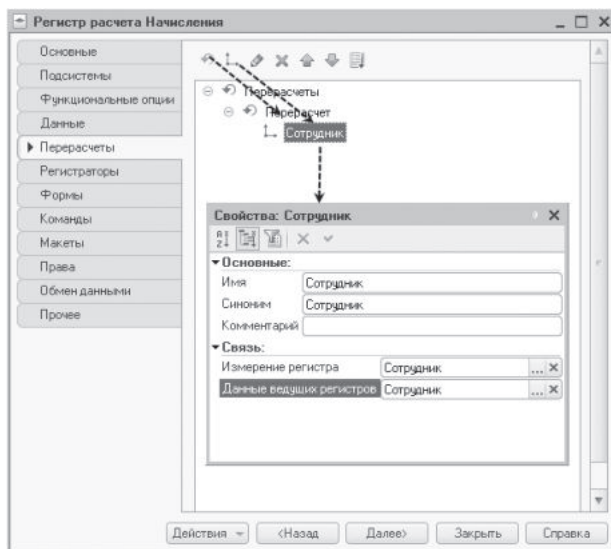 Регистр расчета Начисления
Основные
Подсистемы
Функциональные опции
Данные
Перерасчеты
Регистраторы
Формы
Команды
Макеты
Права
Обмен данными
Прочее
Перерасчеты
Перерасчет
Сотрудник
Свойства: Сотрудник
Основные:
Имя Сотрудник
Синоним Сотрудник
Комментарий
Связь:
Измерение регистра Сотрудник ... ×
Данные ведущих регистров Сотрудник ... ×
Действия <Назад Далее> Закрыть Справка